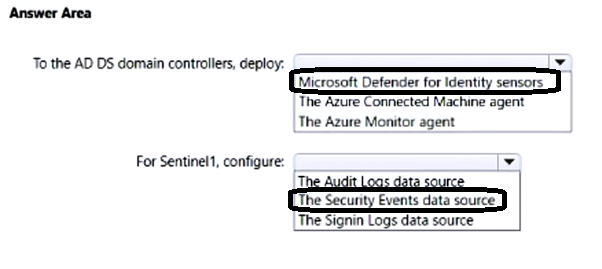 Answer Area
To the AD DS domain controllers, deploy:
Microsoft Defender for Identity sensors
The Azure Connected Machine agent
The Azure Monitor agent
For Sentinel1, configure:
The Audit Logs data source
The Security Events data source
The Signin Logs data source